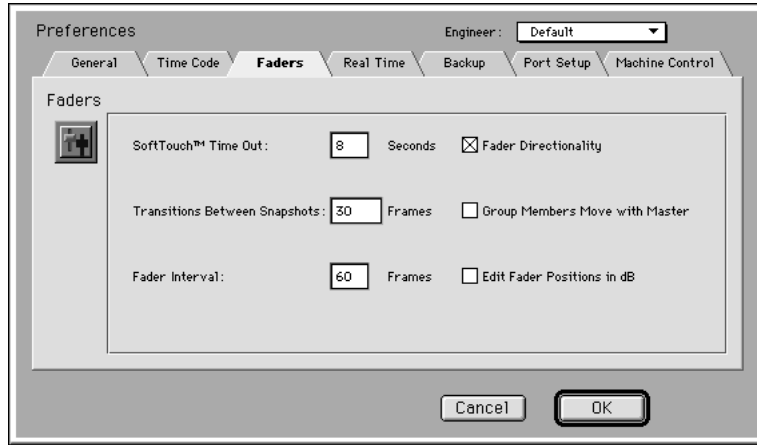 Preferences
Engineer: Default
General Time Code Faders Real Time Backup Port Setup Machine Control
Faders
SoftTouch™ Time Out: 8 Seconds Fader Directionality
Transitions Between Snapshots: 30 Frames Group Members Move with Master
Fader Interval: 60 Frames Edit Fader Positions in dB
Cancel OK